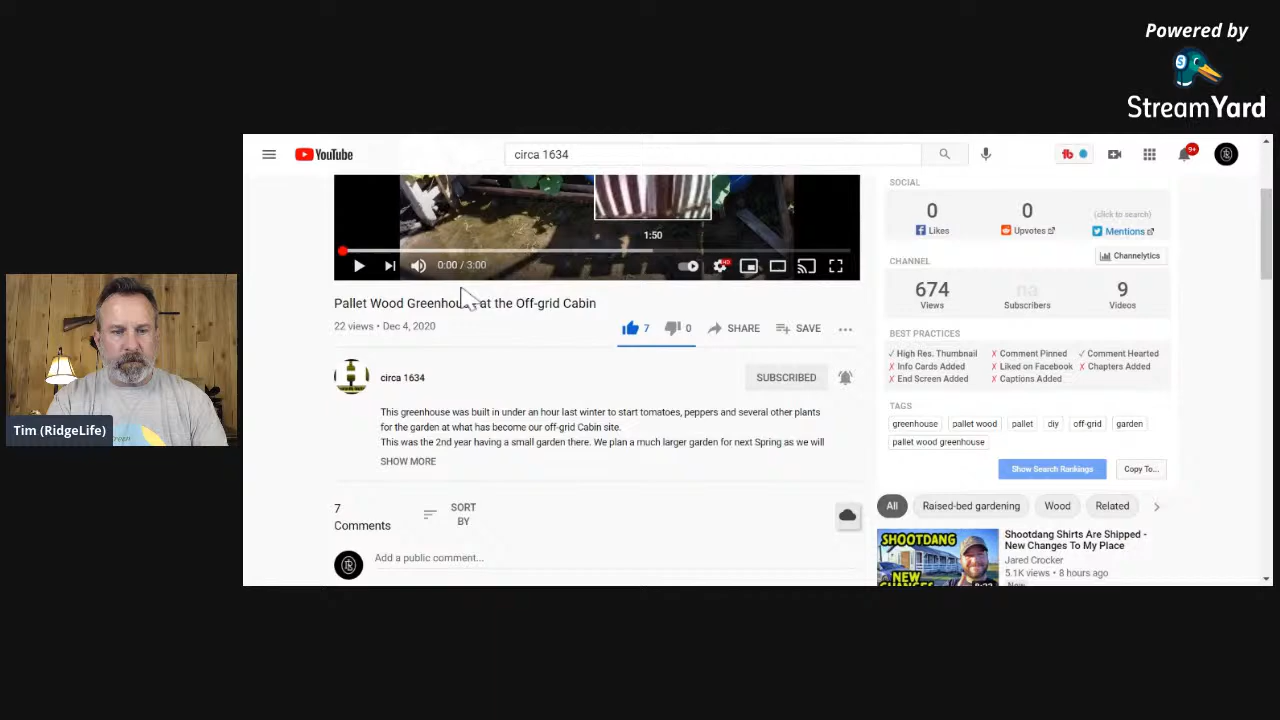 Powered by
StreamYard
YouTube
circa 1634
9+
1:50
0:00 / 3:00
HD
Pallet Wood Greenhouse at the Off-grid Cabin
22 views • Dec 4, 2020
7
0
SHARE
SAVE
circa 1634
SUBSCRIBED
This greenhouse was built in under an hour last winter to start tomatoes, peppers and several other plants
for the garden at what has become our off-grid Cabin site.
This was the 2nd year having a small garden there. We plan a much larger garden for next Spring as we will
SHOW MORE
7
Comments
SORT
BY
Add a public comment...
SOCIAL
0
Likes
0
Upvotes
(click to search)
Mentions
CHANNEL
Channelytics
674
Views
na
Subscribers
9
Videos
BEST PRACTICES
✓ High Res. Thumbnail
✗ Comment Pinned
✓ Comment Hearted
✗ Info Cards Added
✗ Liked on Facebook
✗ Chapters Added
✗ End Screen Added
✗ Captions Added
TAGS
greenhouse
pallet wood
pallet
diy
off-grid
garden
pallet wood greenhouse
Show Search Rankings
Copy To...
All
Raised-bed gardening
Wood
Related
SHOOTDANG
NEW
CHANGES
Shootdang Shirts Are Shipped -
New Changes To My Place
Jared Crocker
5.1K views • 8 hours ago
New
Tim (RidgeLife)